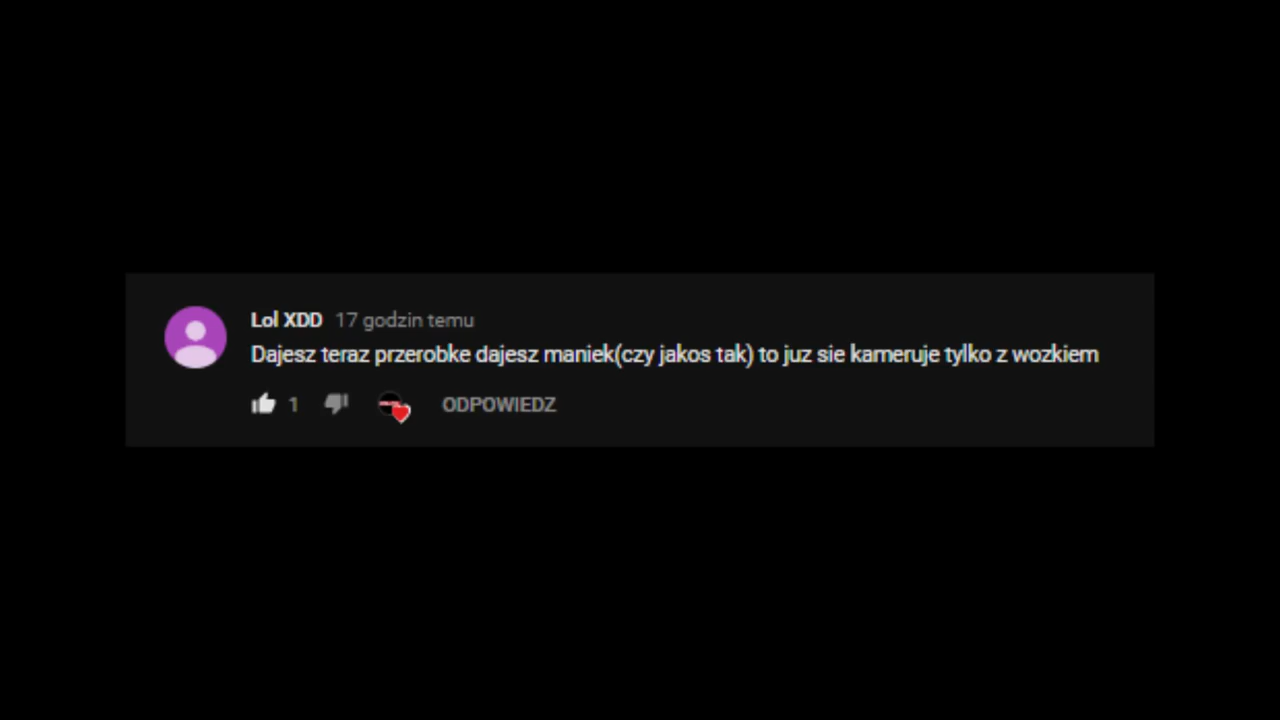 Lol XDD 17 godzin temu
Dajesz teraz przerobke dajesz maniek(czy jakos tak) to juz sie kameruje tylko z wozkiem
1 ODPOWIEDZ